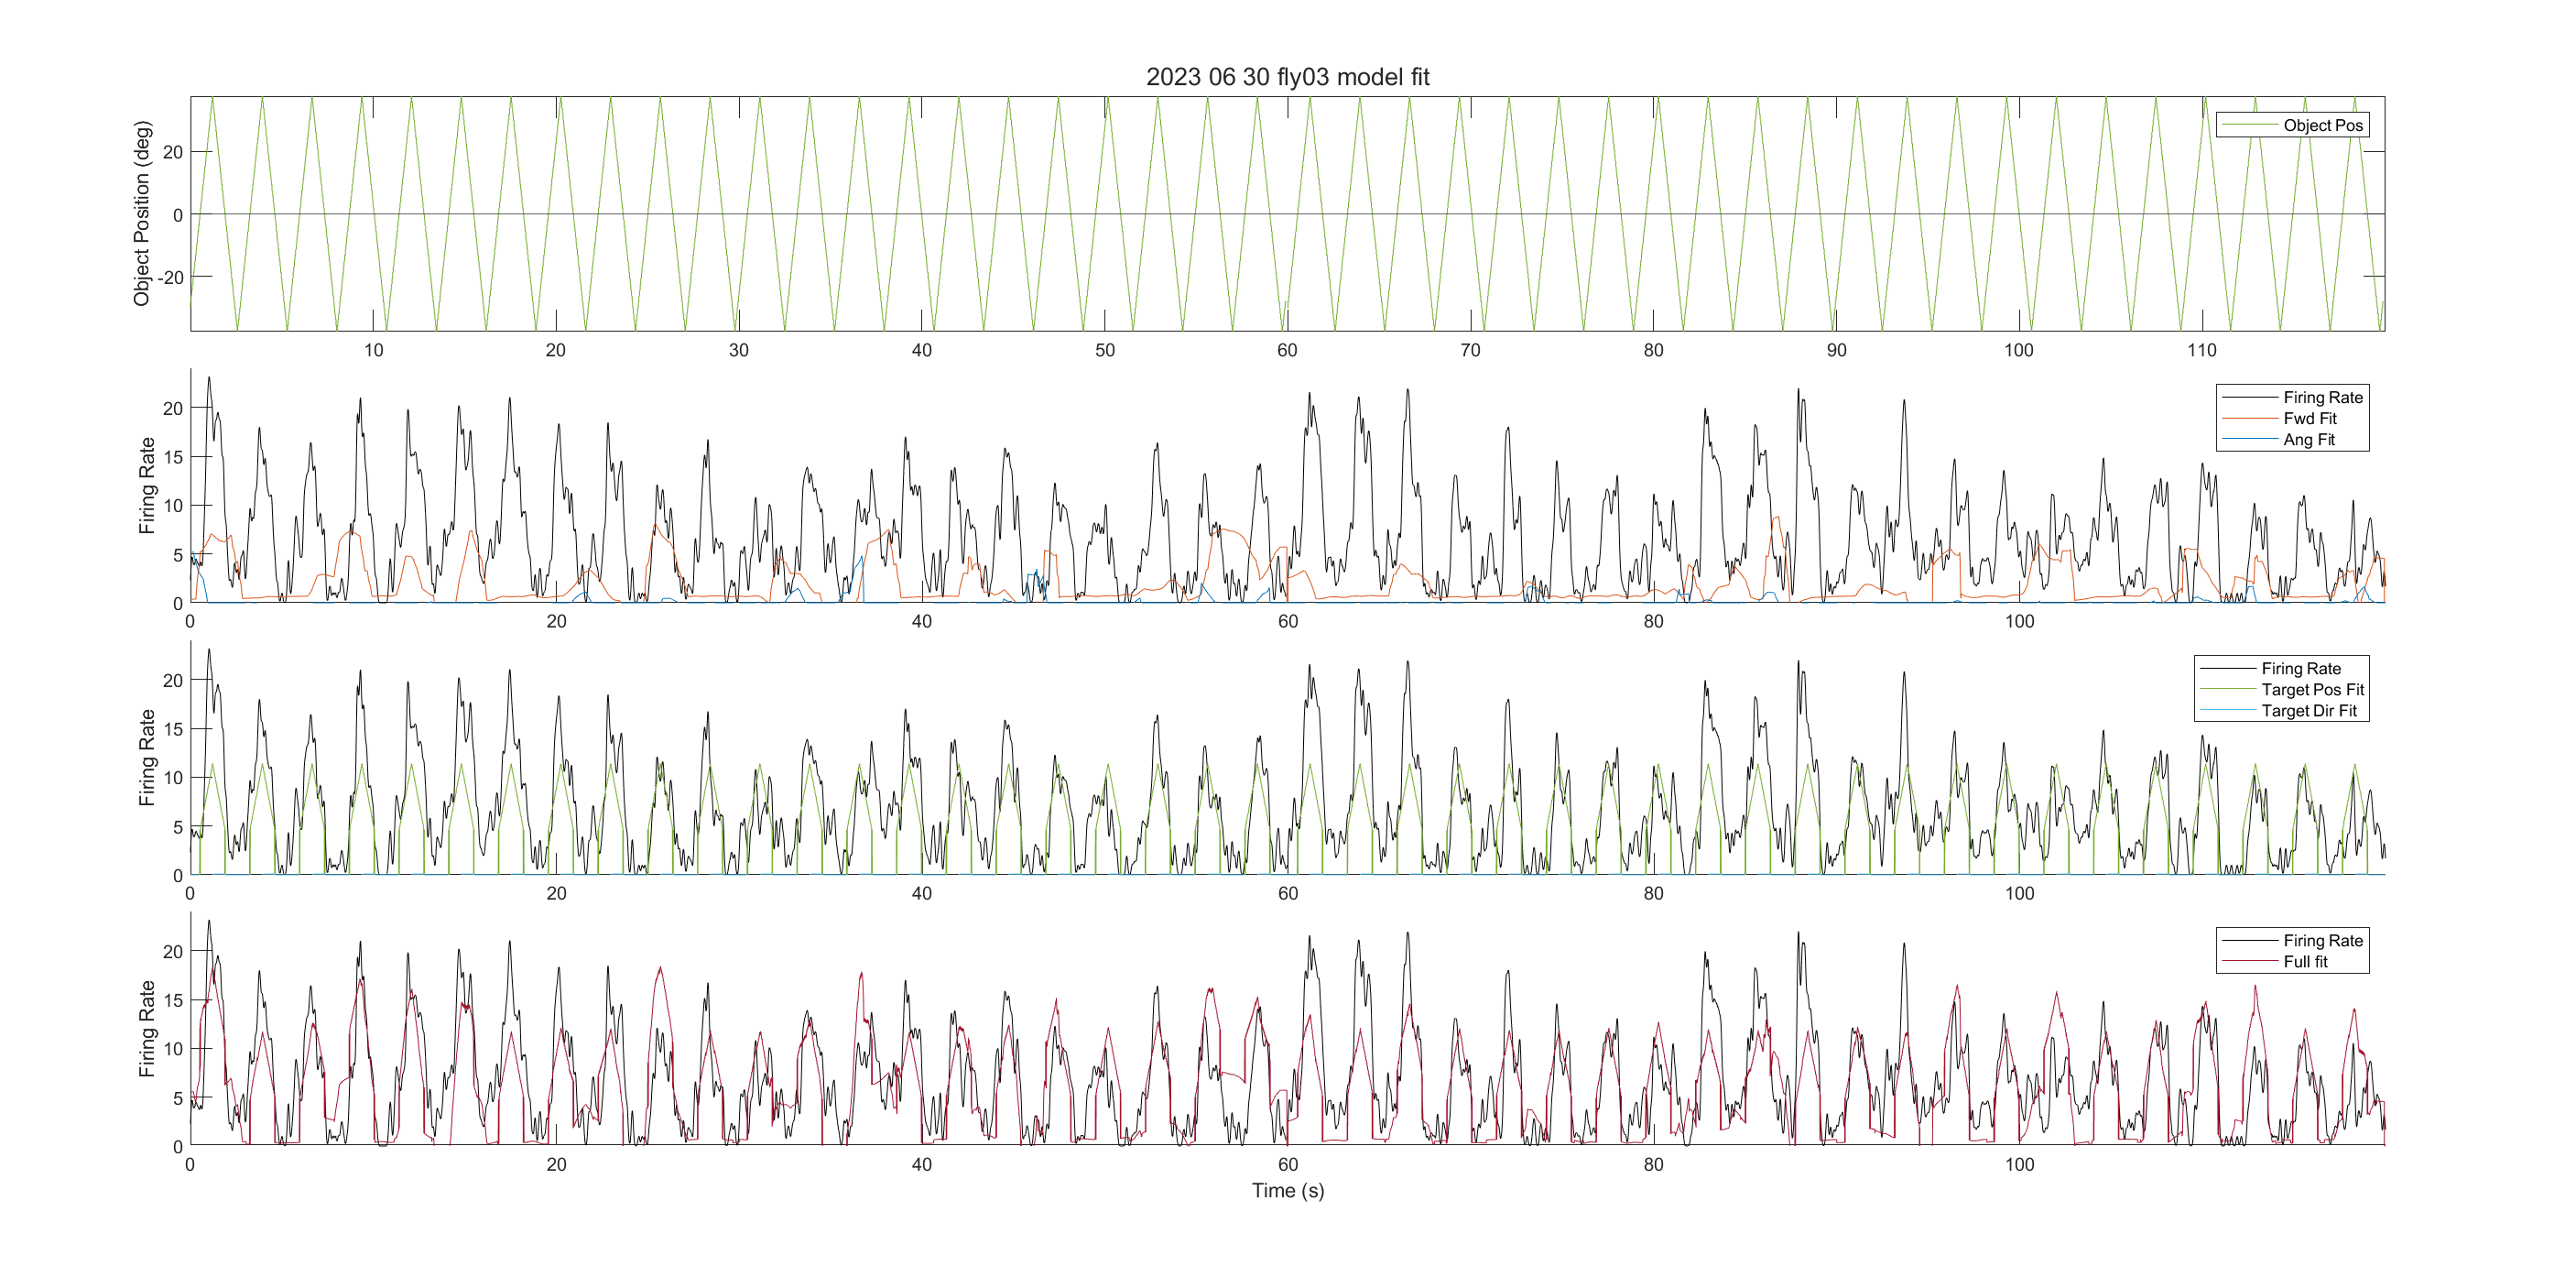 2023 06 30 fly03 model fit
Object Position (deg)
20
0
-20
Object Pos
10 20 30 40 50 60 70 80 90 100 110
Firing Rate
20
15
10
5
0
Firing Rate
Fwd Fit
Ang Fit
0 20 40 60 80 100
Firing Rate
20
15
10
5
0
Firing Rate
Target Pos Fit
Target Dir Fit
0 20 40 60 80 100
Firing Rate
20
15
10
5
0
Firing Rate
Full fit
0 20 40 60 80 100
Time (s)